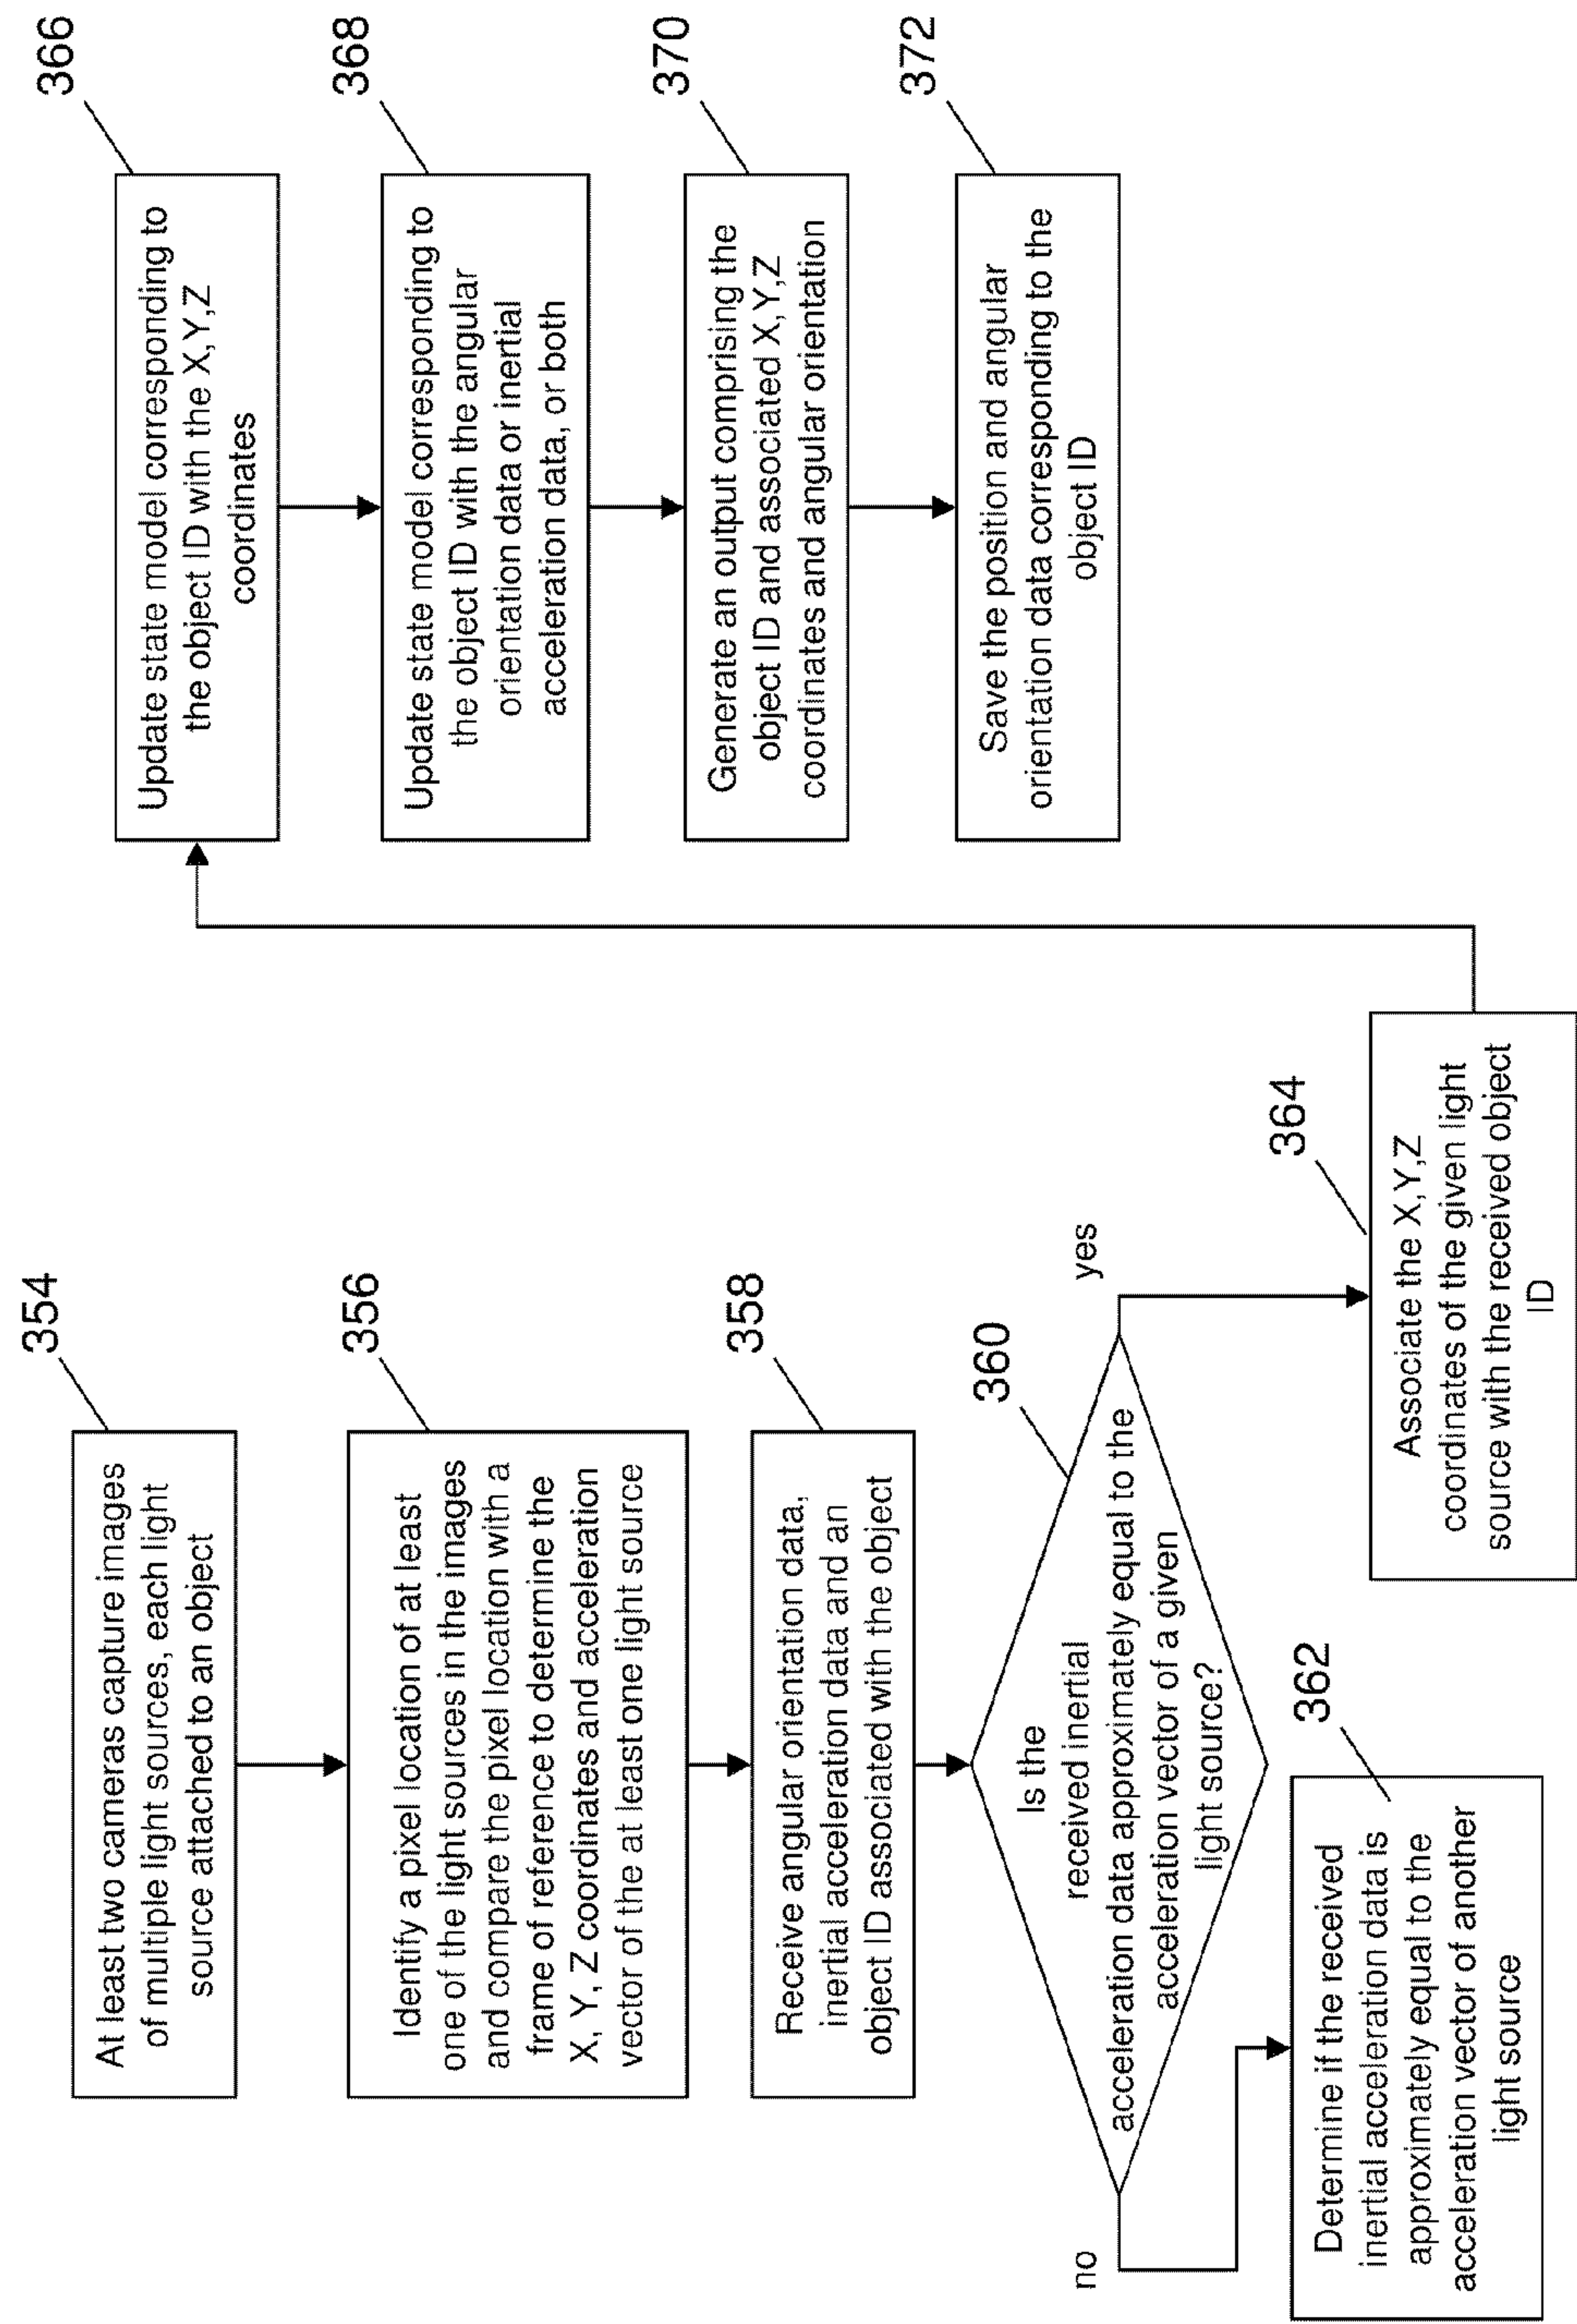 354
At least two cameras capture images
of multiple light sources, each light
source attached to an object
356
Identify a pixel location of at least
one of the light sources in the images
and compare the pixel location with a
frame of reference to determine the
X, Y, Z coordinates and acceleration
vector of the at least one light source
358
Receive angular orientation data,
inertial acceleration data and an
object ID associated with the object
360
Is the
received inertial
acceleration data approximately equal to the
acceleration vector of a given
light source?
no
yes
362
Determine if the received
inertial acceleration data is
approximately equal to the
acceleration vector of another
light source
364
Associate the X,Y,Z
coordinates of the given light
source with the received object
ID
366
Update state model corresponding to
the object ID with the X,Y,Z
coordinates
368
Update state model corresponding to
the object ID with the angular
orientation data or inertial
acceleration data, or both
370
Generate an output comprising the
object ID and associated X,Y,Z
coordinates and angular orientation
372
Save the position and angular
orientation data corresponding to the
object ID